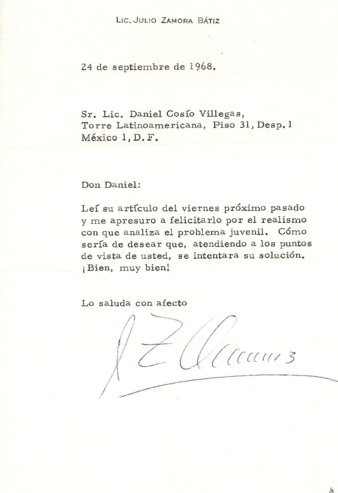 LIC. JULIO ZAMORA BÁTIZ
24 de septiembre de 1968.
Sr. Lic. Daniel Cosío Villegas,
Torre Latinoamericana, Piso 31, Desp. 1
México 1, D. F.
Don Daniel:
Leí su artículo del viernes próximo pasado
y me apresuro a felicitarlo por el realismo
con que analiza el problema juvenil. Cómo
sería de desear que, atendiendo a los puntos
de vista de usted, se intentara su solución.
¡Bien, muy bien!
Lo saluda con afecto